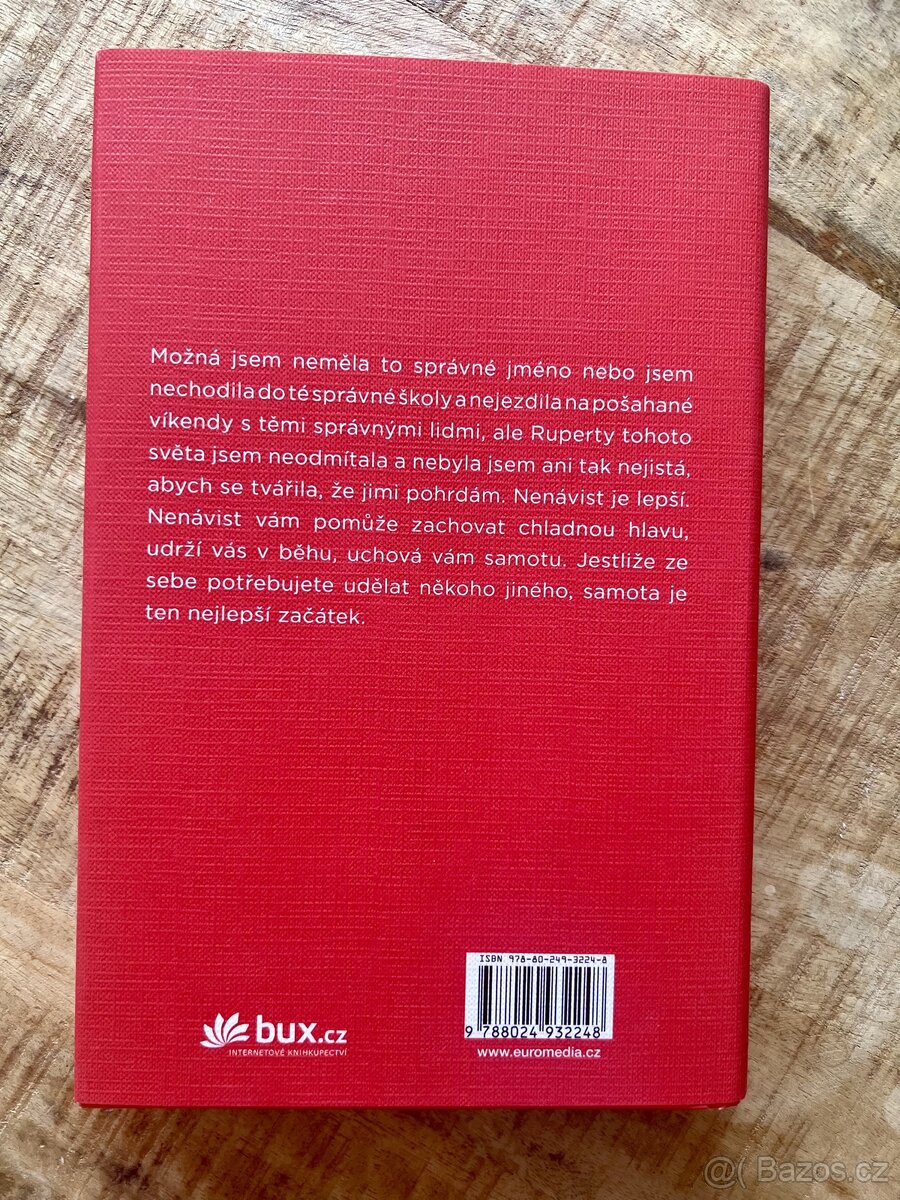 Možná jsem neměla to správné jméno nebo jsem
nechodila do té správné školy a nejezdila na pošahané
víkendy s těmi správnými lidmi, ale Ruperty tohoto
světa jsem neodmítala a nebyla jsem ani tak nejistá,
abych se tvářila, že jimi pohrdám. Nenávist je lepší.
Nenávist vám pomůže zachovat chladnou hlavu,
udrží vás v běhu, uchová vám samotu. Jestliže ze
sebe potřebujete udělat někoho jiného, samota je
ten nejlepší začátek.
ISBN 978-80-249-3224-8
9 788024 932248
www.euromedia.cz
bux.cz
INTERNETOVÉ KNIHKUPECTVÍ
@( Bazos.cz